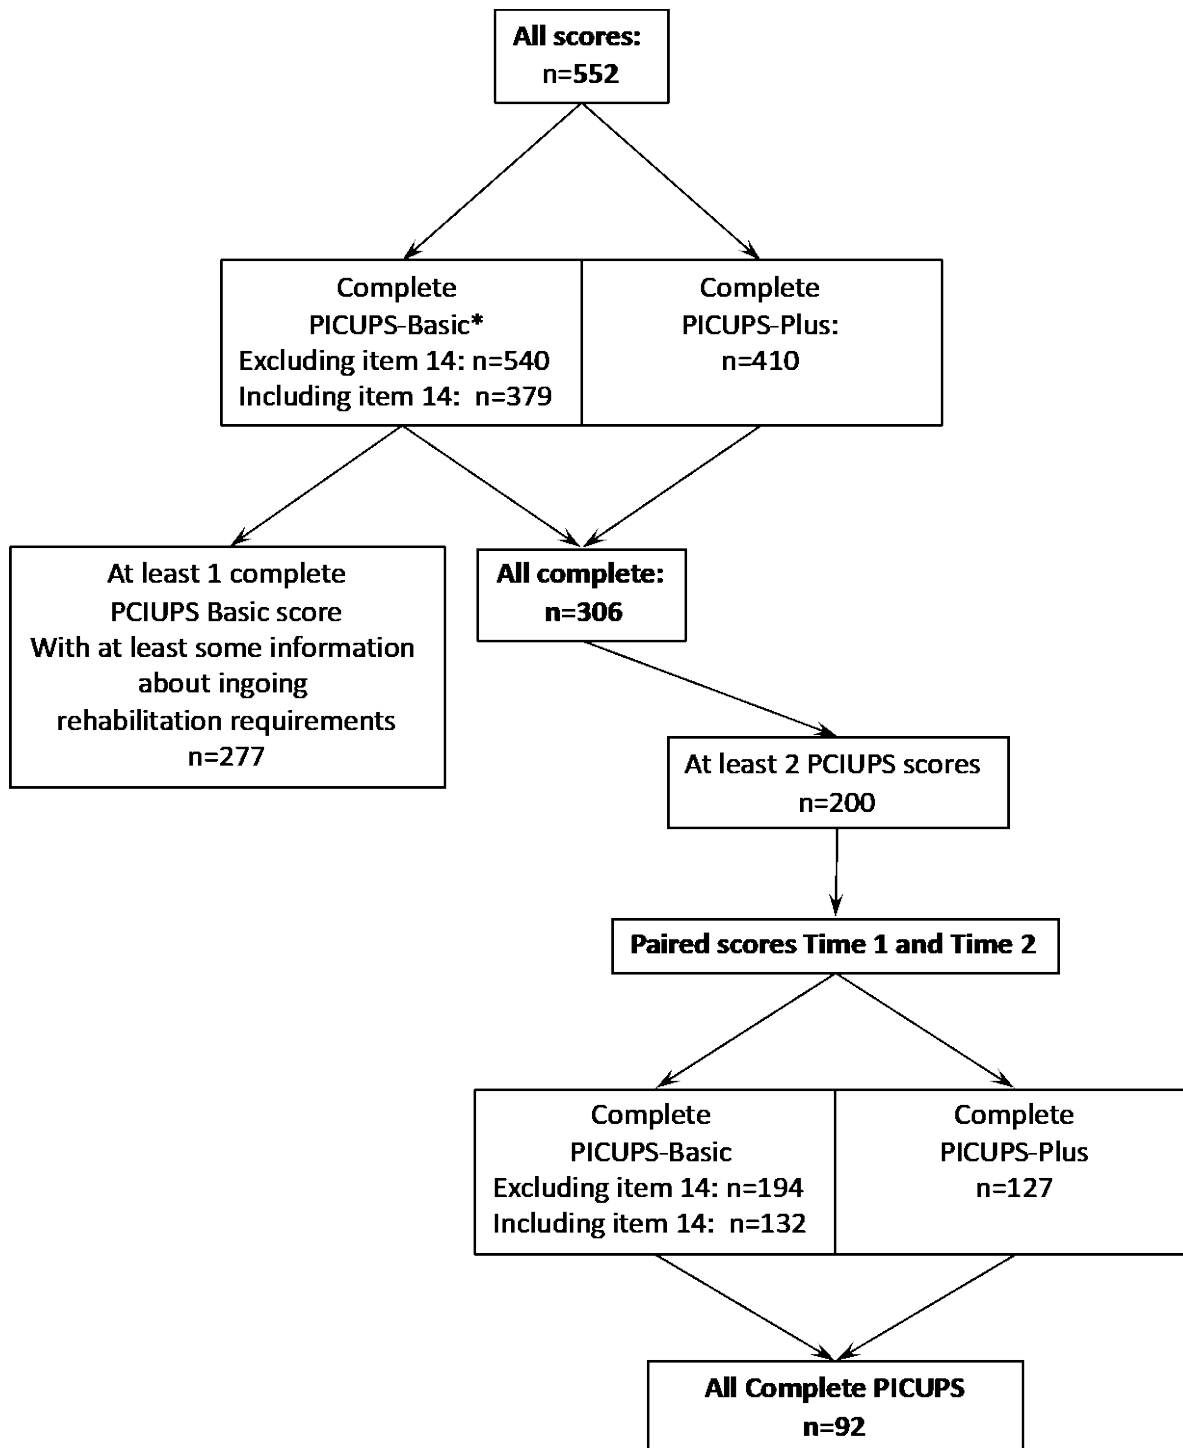 All scores:
n=552
Complete
PICUPS-Basic*
Excluding item 14: n=540
Including item 14: n=379
Complete
PICUPS-Plus:
n=410
At least 1 complete
PCIUPS Basic score
With at least some information
about ingoing
rehabilitation requirements
n=277
All complete:
n=306
At least 2 PCIUPS scores
n=200
Paired scores Time 1 and Time 2
Complete
PICUPS-Basic
Excluding item 14: n=194
Including item 14: n=132
Complete
PICUPS-Plus
n=127
All Complete PICUPS
n=92